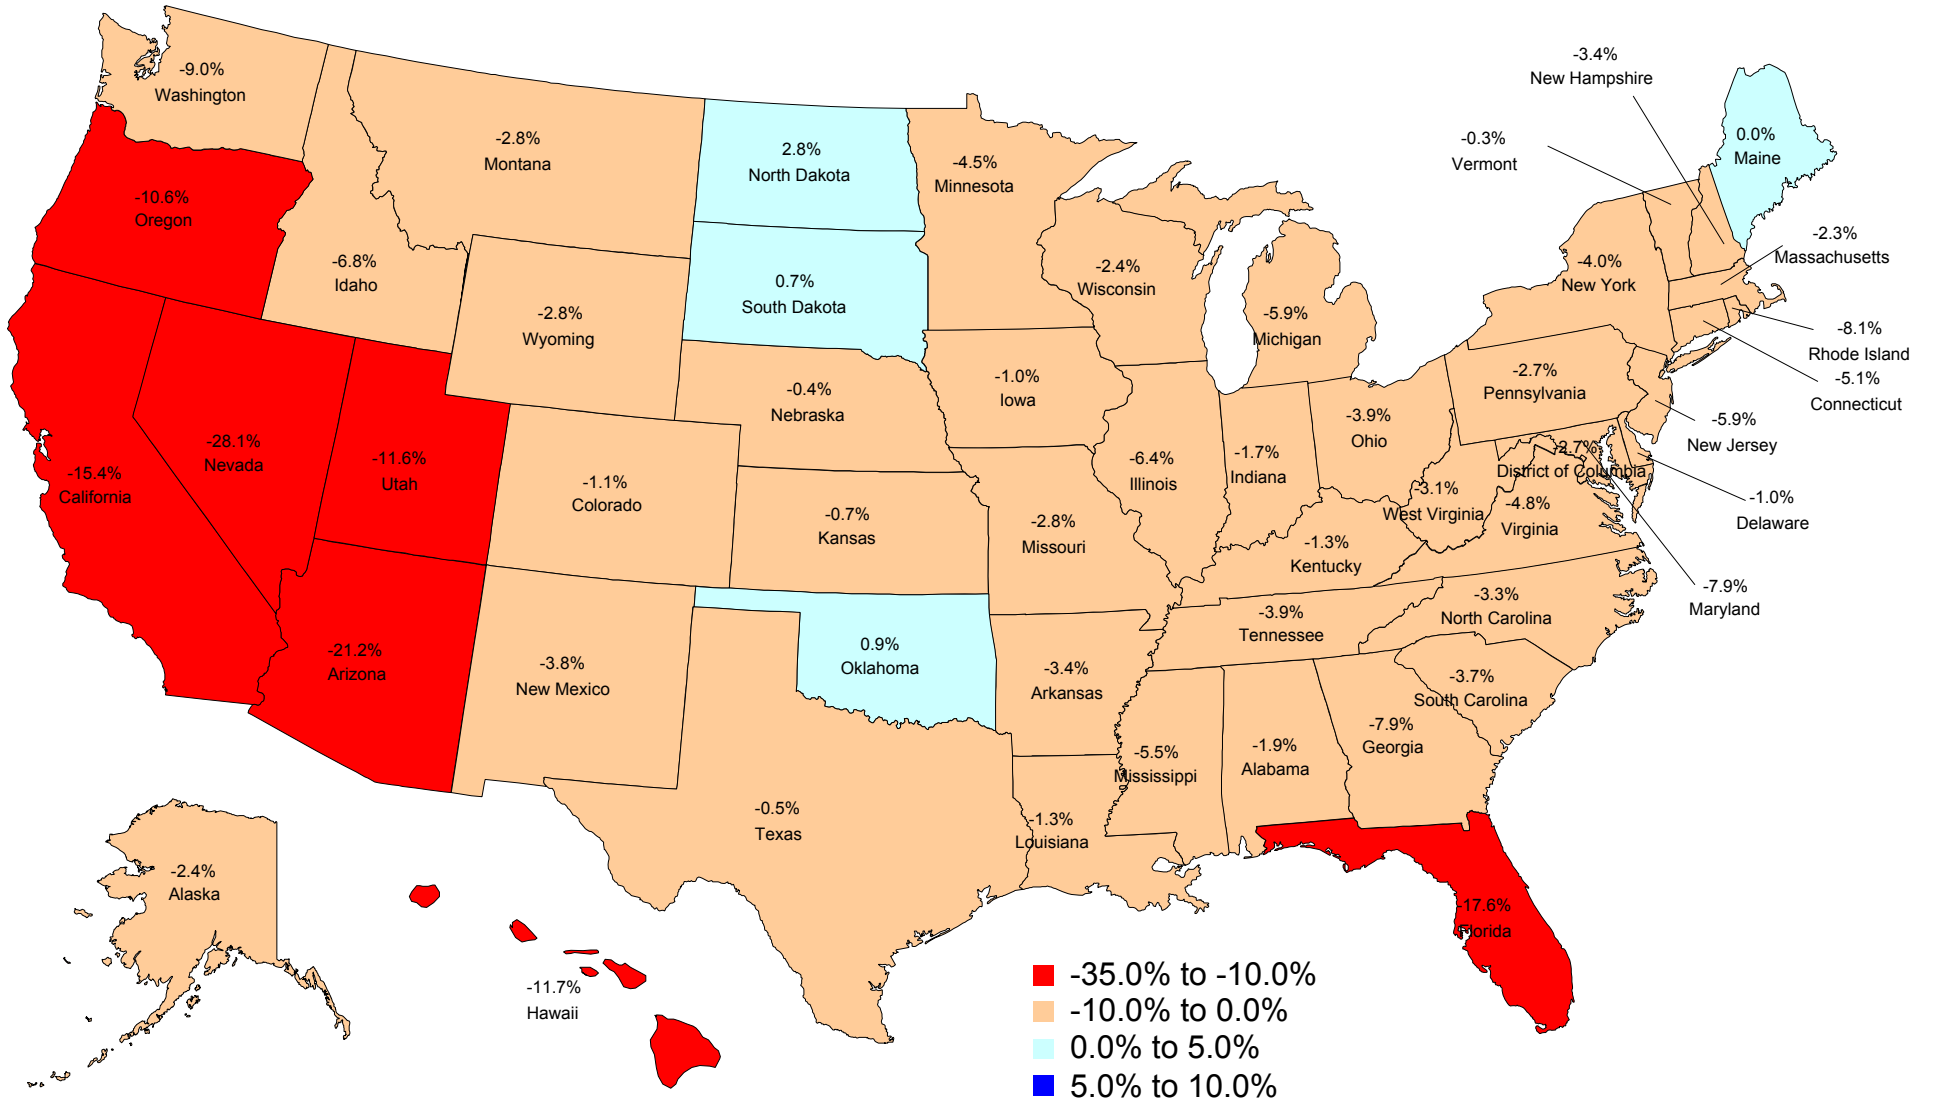 -9.0%
Washington
-10.6%
Oregon
-15.4%
California
-28.1%
Nevada
-6.8%
Idaho
-2.8%
Montana
-2.8%
Wyoming
-11.6%
Utah
-21.2%
Arizona
-1.1%
Colorado
-3.8%
New Mexico
2.8%
North Dakota
0.7%
South Dakota
-0.4%
Nebraska
-0.7%
Kansas
0.9%
Oklahoma
-0.5%
Texas
-4.5%
Minnesota
-1.0%
Iowa
-2.8%
Missouri
-3.4%
Arkansas
-1.3%
Louisiana
-2.4%
Wisconsin
-6.4%
Illinois
-5.9%
Michigan
-1.7%
Indiana
-3.9%
Ohio
-1.3%
Kentucky
-3.9%
Tennessee
-5.5%
Mississippi
-1.9%
Alabama
-7.9%
Georgia
-17.6%
Florida
-3.7%
South Carolina
-3.3%
North Carolina
-4.8%
Virginia
-3.1%
West Virginia
-2.7%
District of Columbia
-2.7%
Pennsylvania
-4.0%
New York
-0.3%
Vermont
-3.4%
New Hampshire
0.0%
Maine
-2.3%
Massachusetts
-8.1%
Rhode Island
-5.1%
Connecticut
-5.9%
New Jersey
-1.0%
Delaware
-7.9%
Maryland
-2.4%
Alaska
-11.7%
Hawaii
-35.0% to -10.0%
-10.0% to 0.0%
0.0% to 5.0%
5.0% to 10.0%